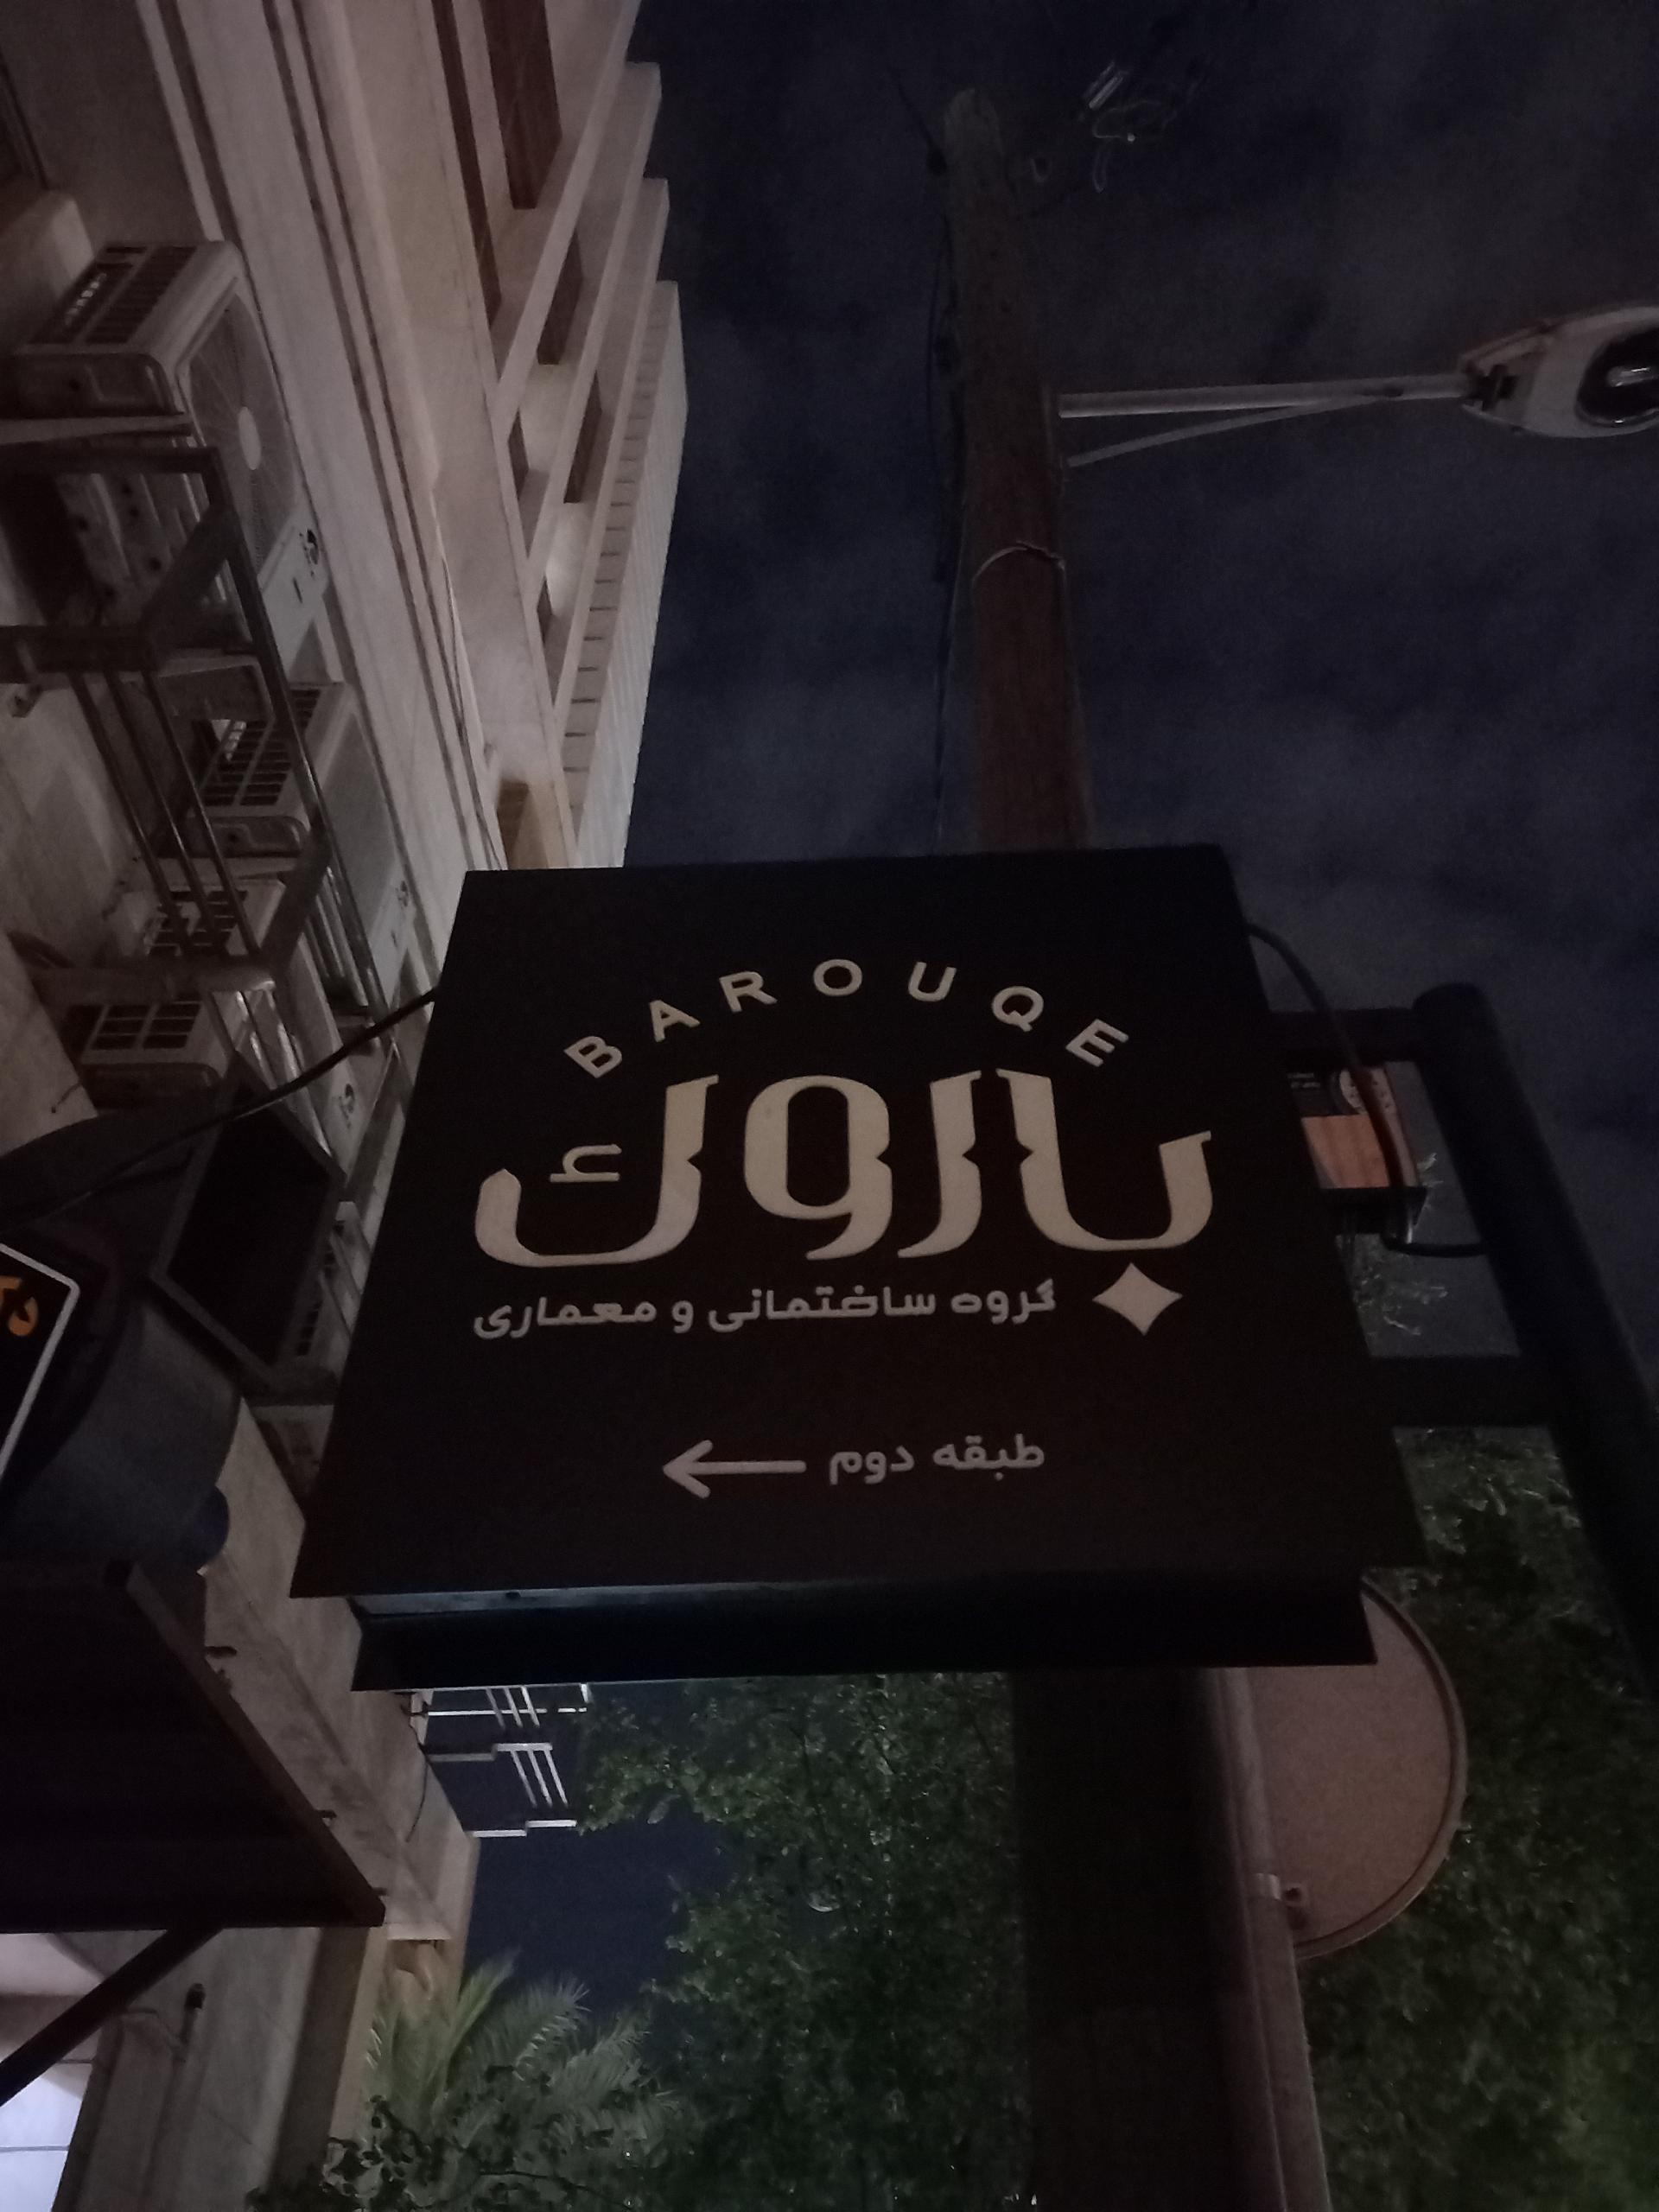 BAROUQE
باروک
گروه ساختمانی و معماری
طبقه دوم ←